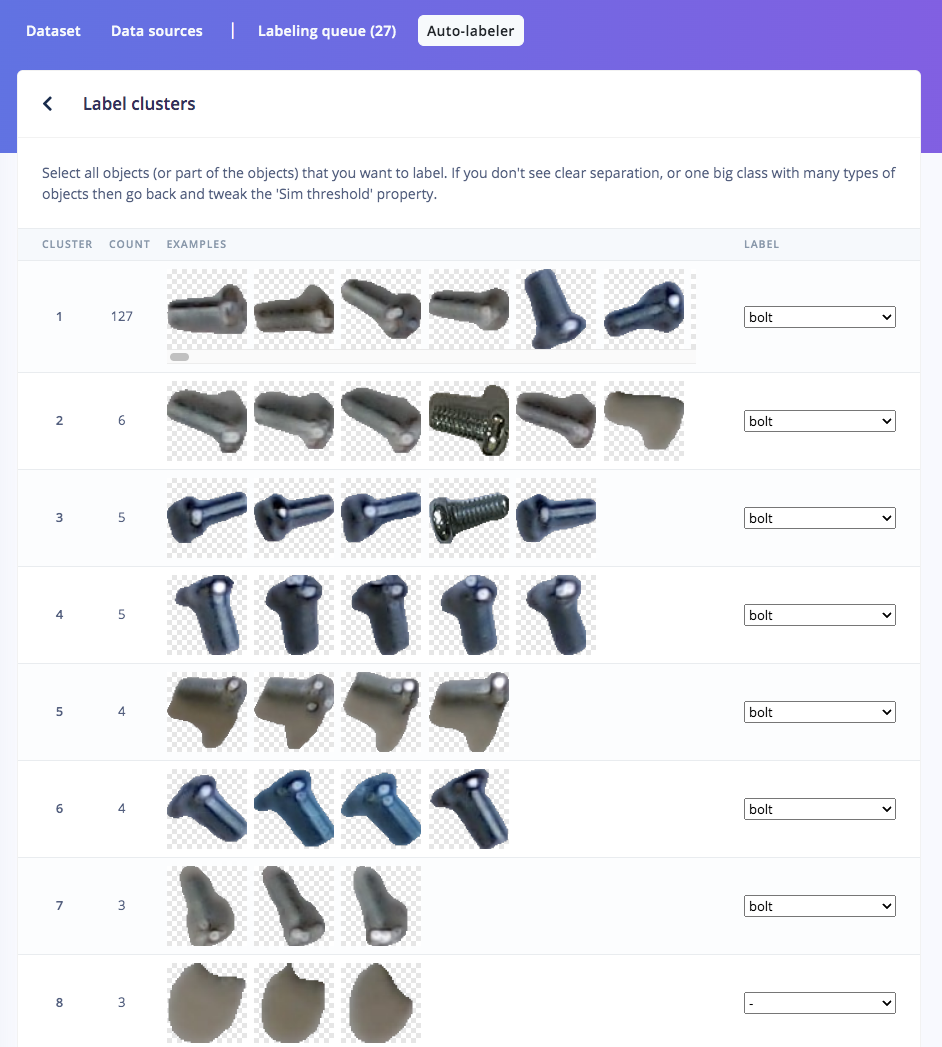 Dataset Data sources | Labeling queue (27) Auto-labeler
Label clusters
Select all objects (or part of the objects) that you want to label. If you don't see clear separation, or one big class with many types of
objects then go back and tweak the 'Sim threshold' property.
CLUSTER COUNT EXAMPLES LABEL
1 127 bolt
2 6 bolt
3 5 bolt
4 5 bolt
5 4 bolt
6 4 bolt
7 3 bolt
8 3 -